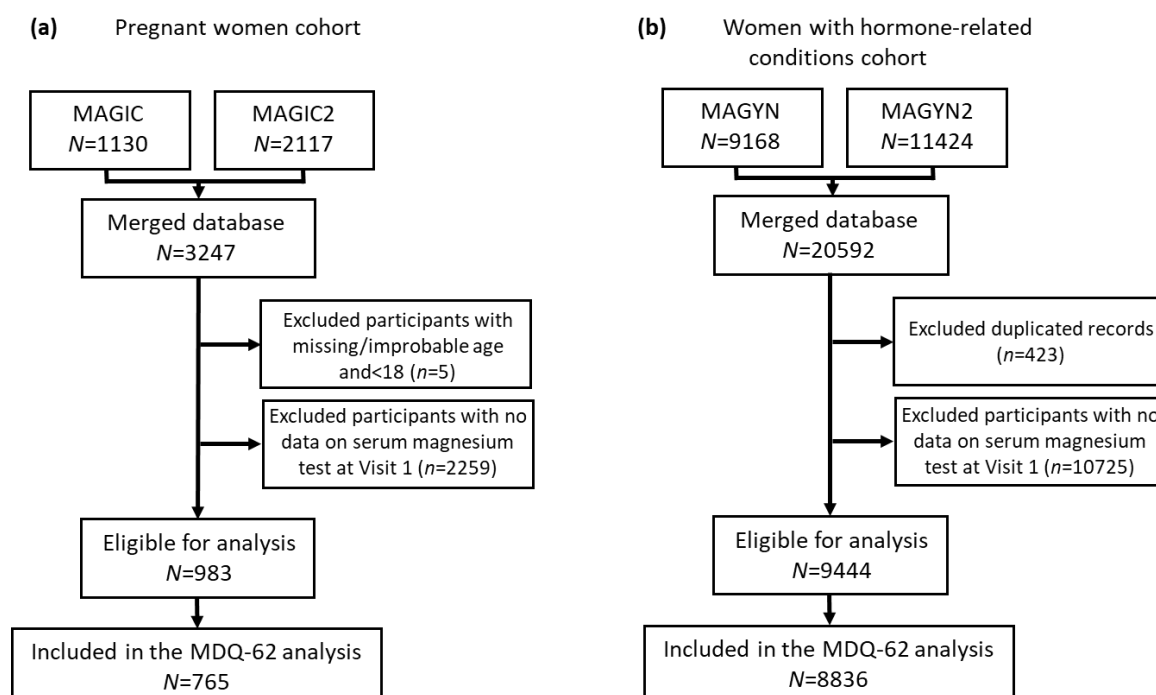 (a) Pregnant women cohort
MAGIC
N=1130
MAGIC2
N=2117
Merged database
N=3247
Excluded participants with
missing/improbable age
and<18 (n=5)
Excluded participants with no
data on serum magnesium
test at Visit 1 (n=2259)
Eligible for analysis
N=983
Included in the MDQ-62 analysis
N=765
(b) Women with hormone-related
conditions cohort
MAGYN
N=9168
MAGYN2
N=11424
Merged database
N=20592
Excluded duplicated records
(n=423)
Excluded participants with no
data on serum magnesium
test at Visit 1 (n=10725)
Eligible for analysis
N=9444
Included in the MDQ-62 analysis
N=8836